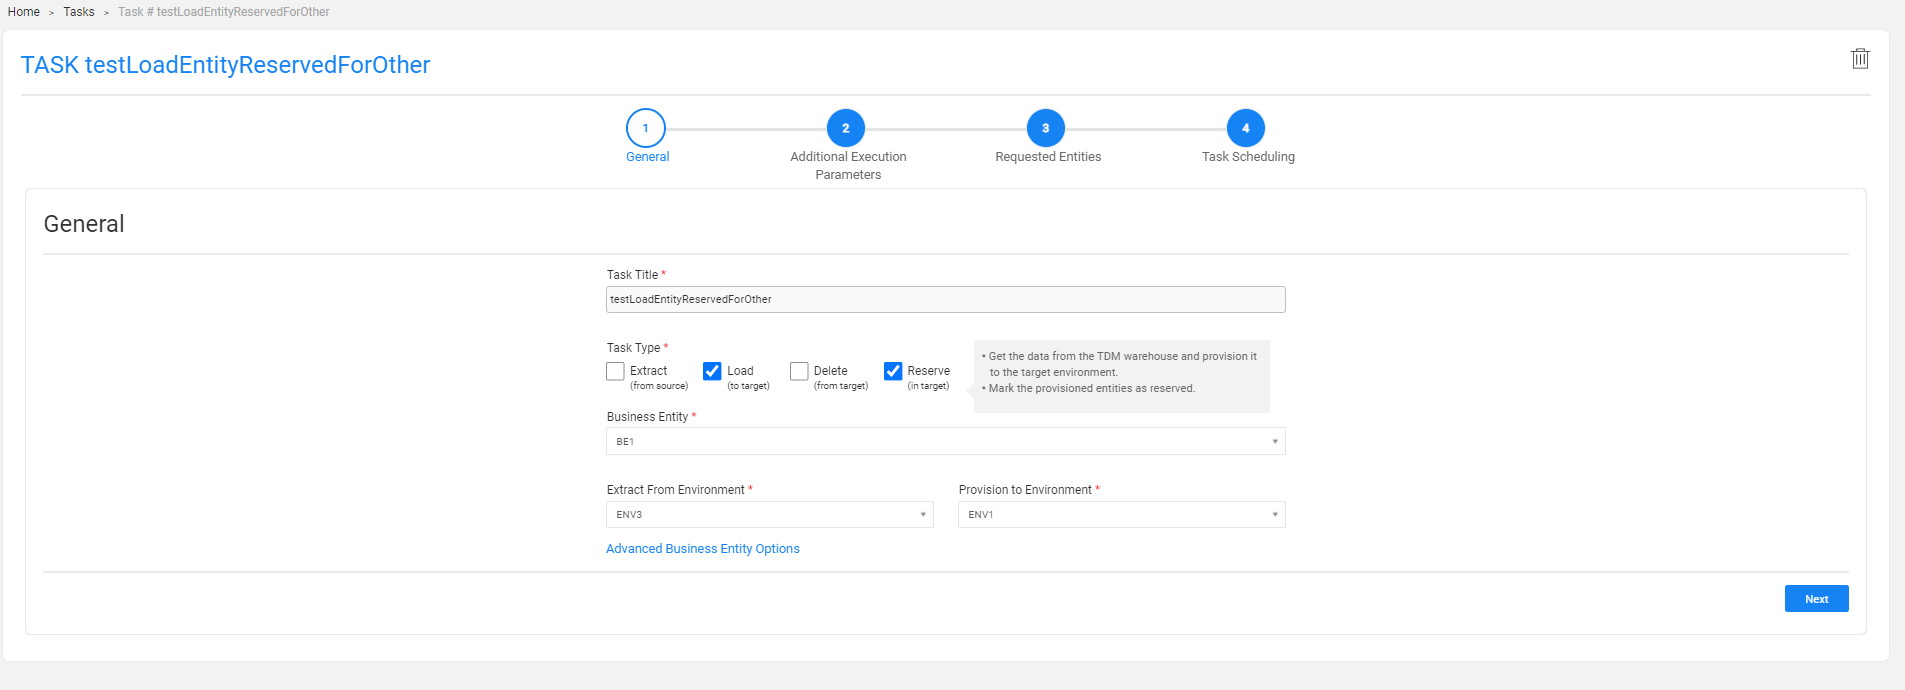 Home > Tasks > Task # testLoadEntityReservedForOther
TASK testLoadEntityReservedForOther
1 2 3 4
General Additional Execution Parameters Requested Entities Task Scheduling
General
Task Title *
testLoadEntityReservedForOther
Task Type *
Extract (from source) Load (to target) Delete (from target) Reserve (in target)
• Get the data from the TDM warehouse and provision it
to the target environment.
• Mark the provisioned entities as reserved.
Business Entity *
BE1
Extract From Environment * Provision to Environment *
ENV3 ENV1
Advanced Business Entity Options
Next